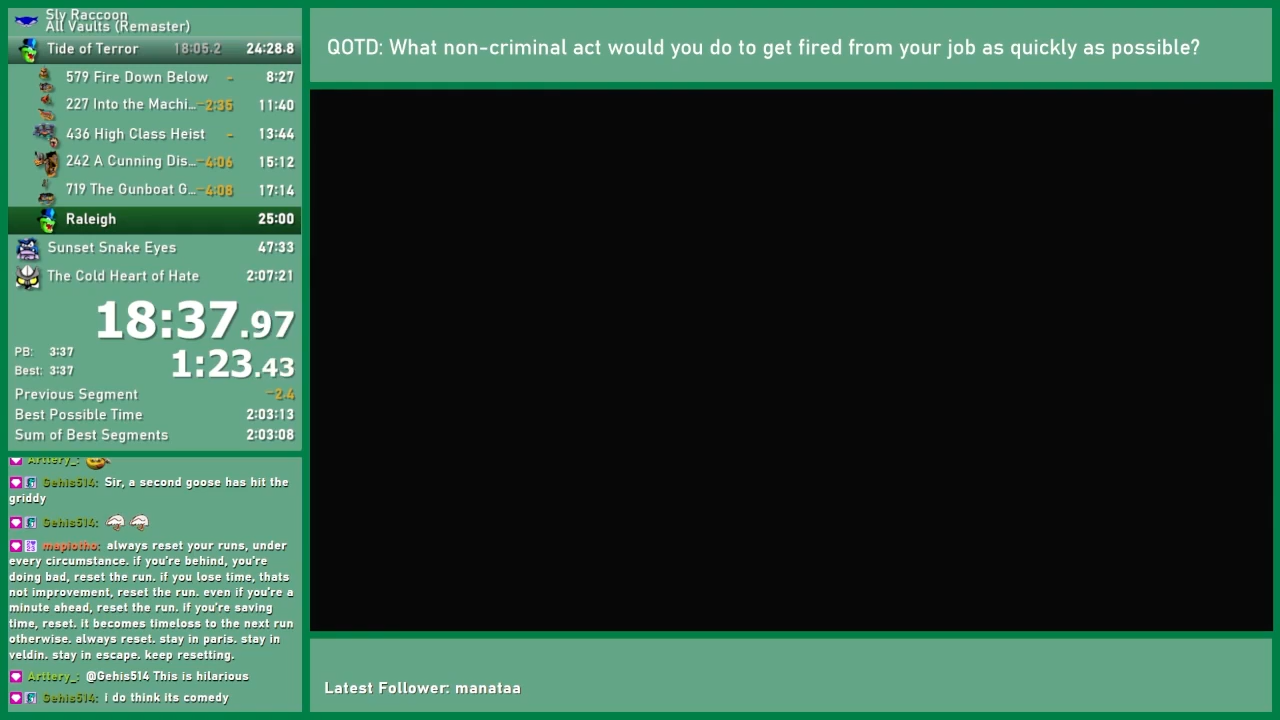 Sly Raccoon
All Vaults (Remaster)
Tide of Terror 18:05.2 24:28.8
579 Fire Down Below - 8:27
227 Into the Machi... -2:35 11:40
436 High Class Heist - 13:44
242 A Cunning Dis... -4:06 15:12
719 The Gunboat G... -4:08 17:14
Raleigh 25:00
Sunset Snake Eyes 47:33
The Cold Heart of Hate 2:07:21
18:37.97
PB: 3:37
1:23.43
Best: 3:37
Previous Segment -2.4
Best Possible Time 2:03:13
Sum of Best Segments 2:03:08
Arttery_:
Gehis514: Sir, a second goose has hit the
griddy
Gehis514:
mapiotho: always reset your runs, under
every circumstance. if you're behind, you're
doing bad, reset the run. if you lose time, thats
not improvement, reset the run. even if you're a
minute ahead, reset the run. if you're saving
time, reset. it becomes timeloss to the next run
otherwise. always reset. stay in paris. stay in
veldin. stay in escape. keep resetting.
Arttery_: @Gehis514 This is hilarious
Gehis514: I do think its comedy
QOTD: What non-criminal act would you do to get fired from your job as quickly as possible?
Latest Follower: manataa